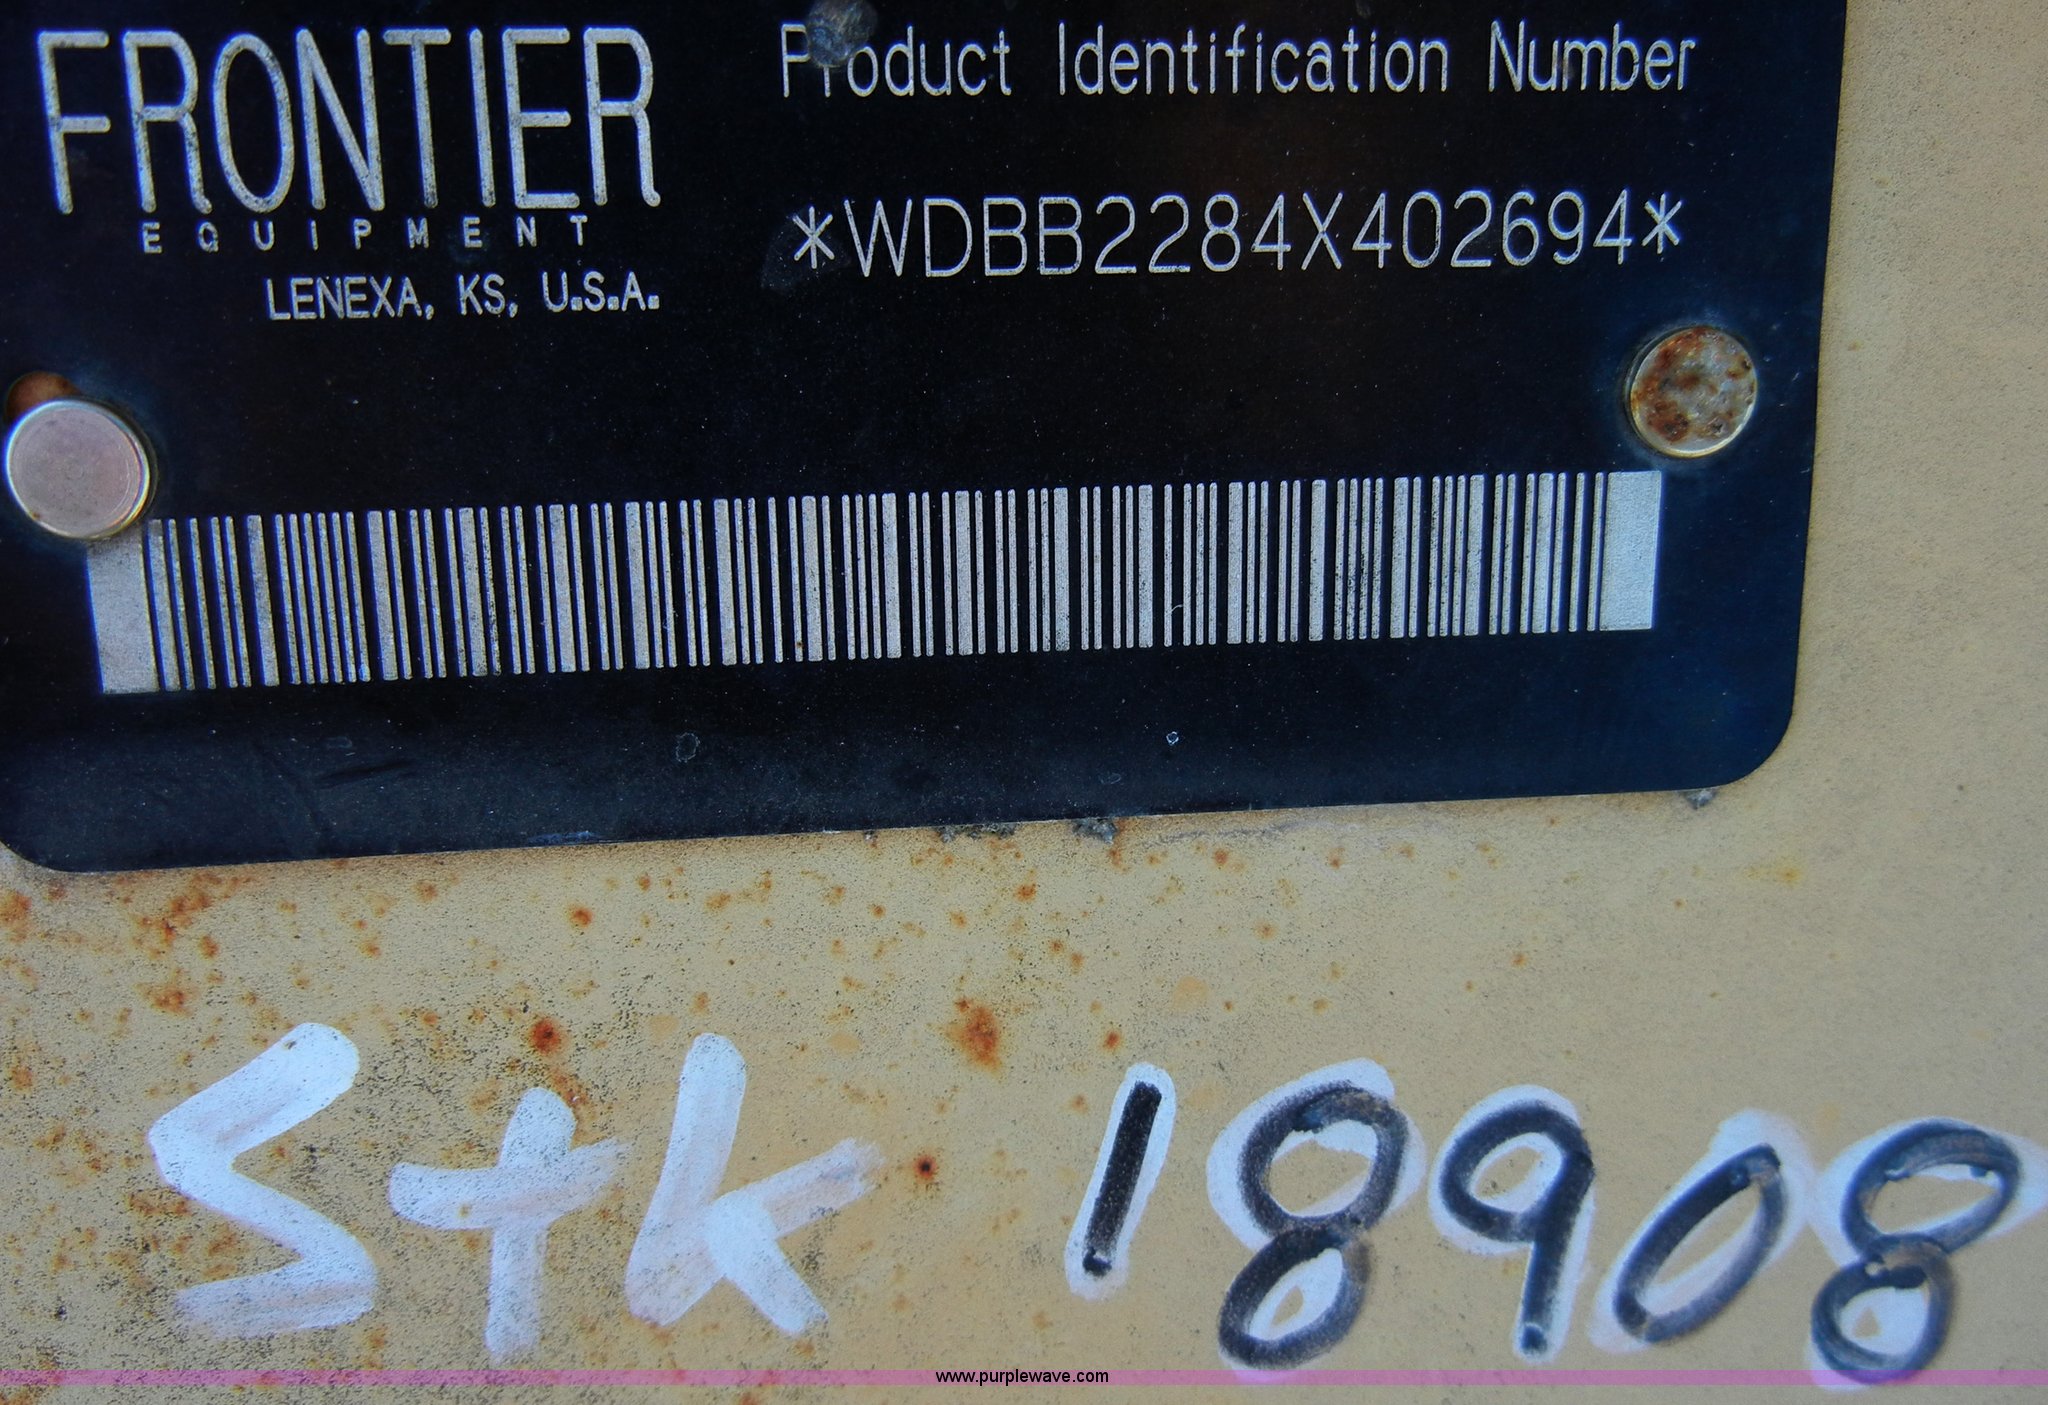 FRONTIER
EQUIPMENT
LENEXA, KS, U.S.A.
Product Identification Number
*WDBB2284X402694*
Stk 18908
www.purplewave.com